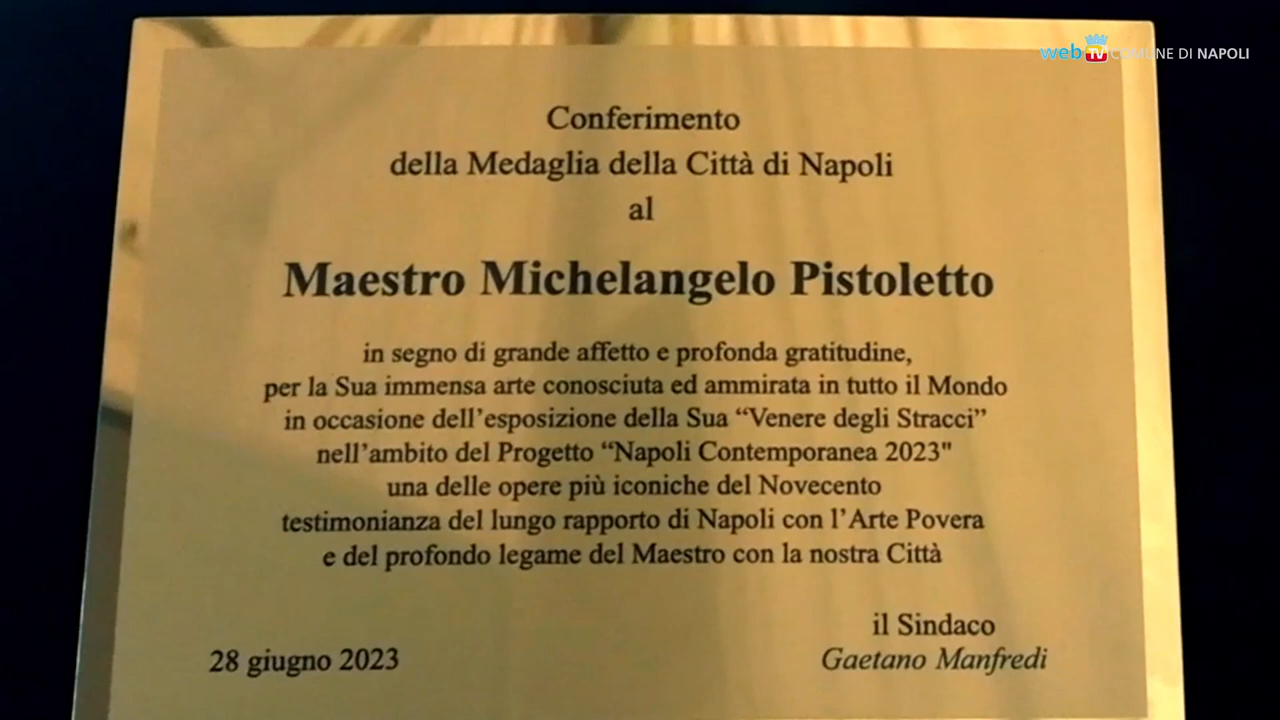 web TV COMUNE DI NAPOLI
Conferimento
della Medaglia della Città di Napoli
al
Maestro Michelangelo Pistoletto
in segno di grande affetto e profonda gratitudine,
per la Sua immensa arte conosciuta ed ammirata in tutto il Mondo
in occasione dell’esposizione della Sua “Venere degli Stracci”
nell’ambito del Progetto “Napoli Contemporanea 2023"
una delle opere più iconiche del Novecento
testimonianza del lungo rapporto di Napoli con l’Arte Povera
e del profondo legame del Maestro con la nostra Città
il Sindaco
28 giugno 2023 Gaetano Manfredi